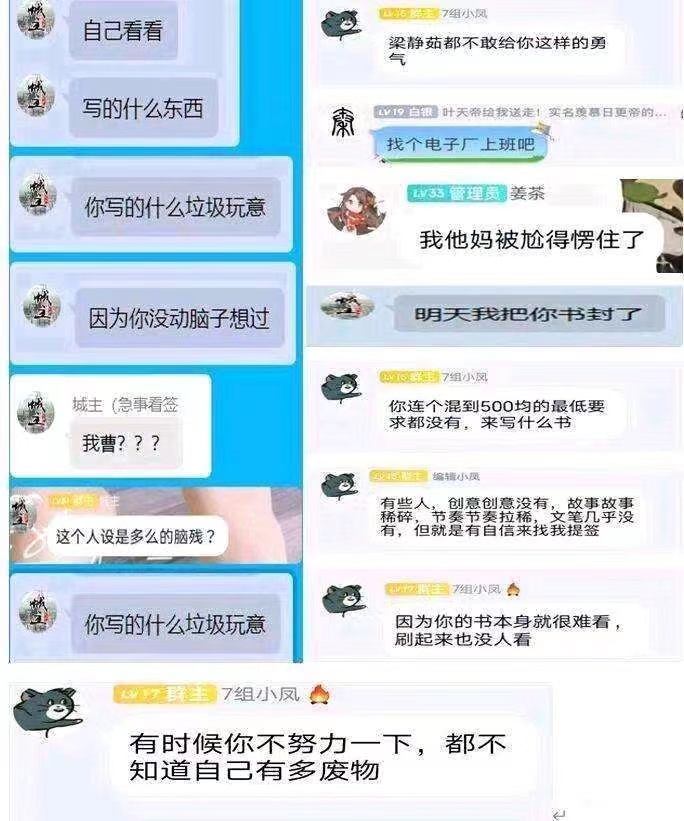 自己看看
写的什么东西
你写的什么垃圾玩意
因为你没动脑子想过
城主（急事看签
我曹？？？
这个人设是多么的脑残？
你写的什么垃圾玩意
LV16 群主 7组小凤
梁静茹都不敢给你这样的勇
气
LV19 白银 叶天帝给我送走！实名羡慕日更帝的...
找个电子厂上班吧
LV33 管理员 姜茶
我他妈被尬得愣住了
明天我把你书封了
LV16 群主 7组小凤
你连个混到500均的最低要
求都没有，来写什么书
群主 编辑小凤
有些人，创意创意没有，故事故事
稀碎，节奏节奏拉稀，文笔几乎没
有，但就是有自信来找我提签
LV17 群主 7组小凤
因为你的书本身就很难看，
刷起来也没人看
LV17 群主 7组小凤
有时候你不努力一下，都不
知道自己有多废物